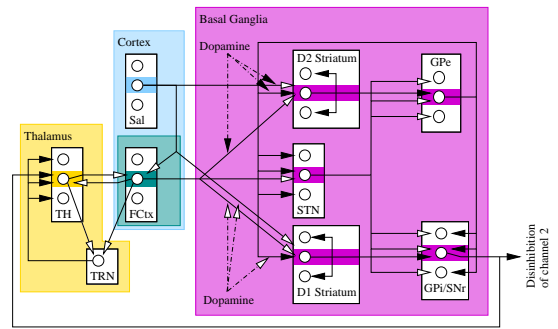 Basal Ganglia
Cortex
Dopamine
D2 Striatum
GPe
Sal
Thalamus
TH
FCtx
STN
TRN
Dopamine
D1 Striatum
GPi/SNr
Disinhibition
of channel 2